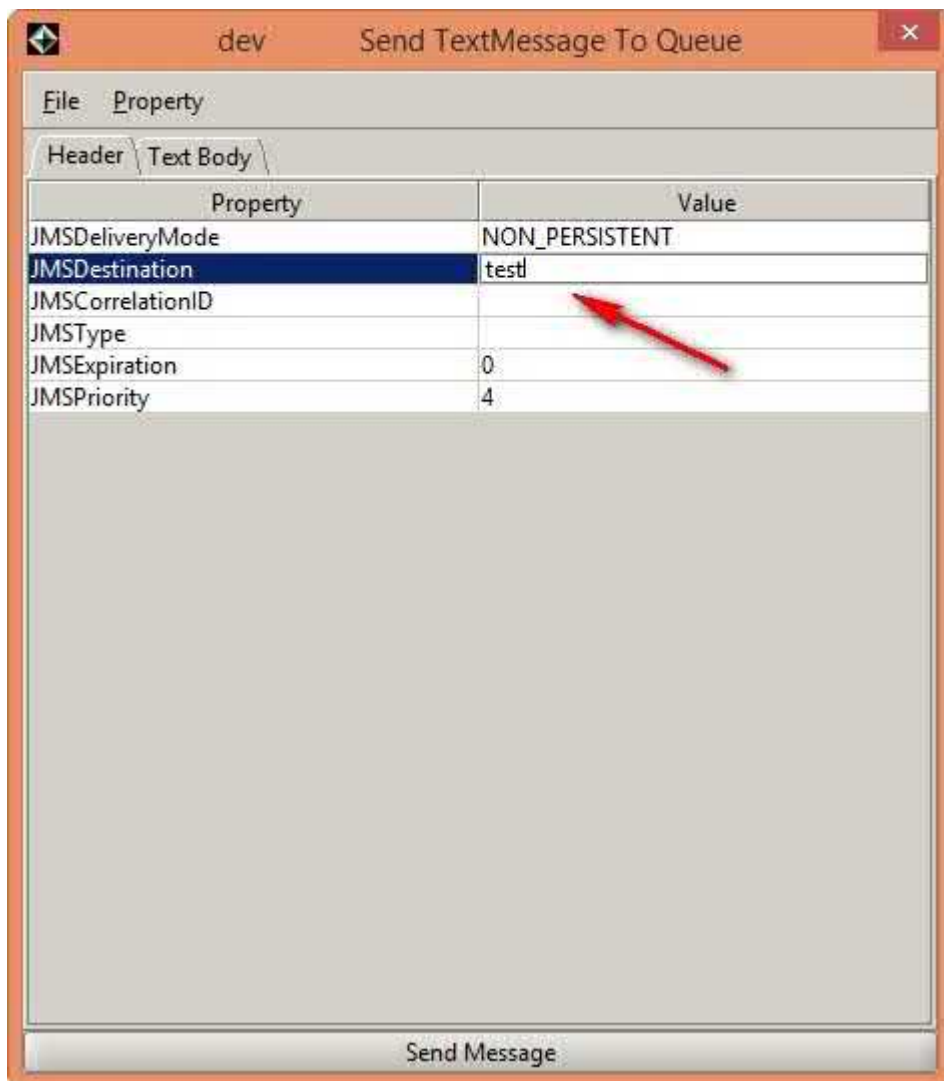 dev Send TextMessage To Queue
File Property
Header Text Body
Property Value
JMSDeliveryMode NON_PERSISTENT
JMSDestination test
JMSCorrelationID
JMSType
JMSExpiration 0
JMSPriority 4
Send Message